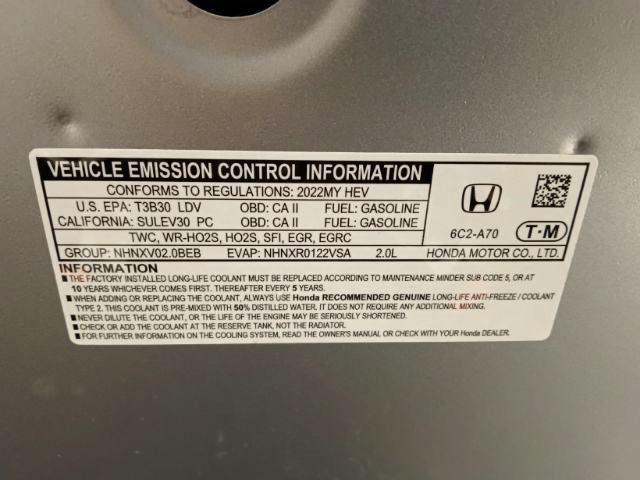 VEHICLE EMISSION CONTROL INFORMATION
CONFORMS TO REGULATIONS: 2022MY HEV
U.S. EPA: T3B30 LDV OBD: CA II FUEL: GASOLINE
CALIFORNIA: SULEV30 PC OBD: CA II FUEL: GASOLINE
TWC, WR-HO2S, HO2S, SFI, EGR, EGRC
GROUP: NHNXV02.0BEB EVAP: NHNXR0122VSA 2.0L
6C2-A70
T·M
HONDA MOTOR CO., LTD.
INFORMATION
■ THE FACTORY INSTALLED LONG-LIFE COOLANT MUST BE REPLACED ACCORDING TO MAINTENANCE MINDER SUB CODE 5, OR AT
10 YEARS WHICHEVER COMES FIRST. THEREAFTER EVERY 5 YEARS.
■ WHEN ADDING OR REPLACING THE COOLANT, ALWAYS USE Honda RECOMMENDED GENUINE LONG-LIFE ANTI-FREEZE / COOLANT
TYPE 2. THIS COOLANT IS PRE-MIXED WITH 50% DISTILLED WATER. IT DOES NOT REQUIRE ANY ADDITIONAL MIXING.
■ NEVER DILUTE THE COOLANT, OR THE LIFE OF THE ENGINE MAY BE SERIOUSLY SHORTENED.
■ CHECK AND ADD COOLANT AT THE RESERVE TANK, NOT THE RADIATOR.
■ FOR FURTHER INFORMATION ON THE COOLING SYSTEM, READ THE OWNER'S MANUAL OR CHECK WITH YOUR Honda DEALER.